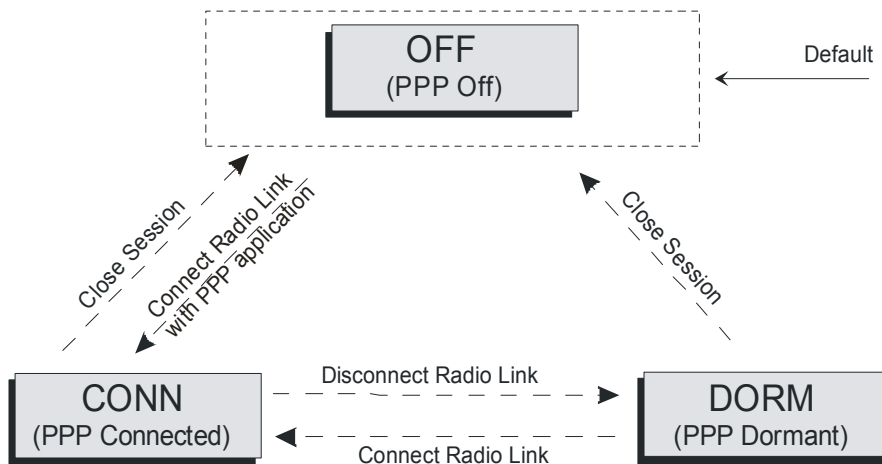 OFF
(PPP Off)
Default
Close Session
Connect Radio Link
with PPP application
Close Session
CONN
(PPP Connected)
Disconnect Radio Link
Connect Radio Link
DORM
(PPP Dormant)